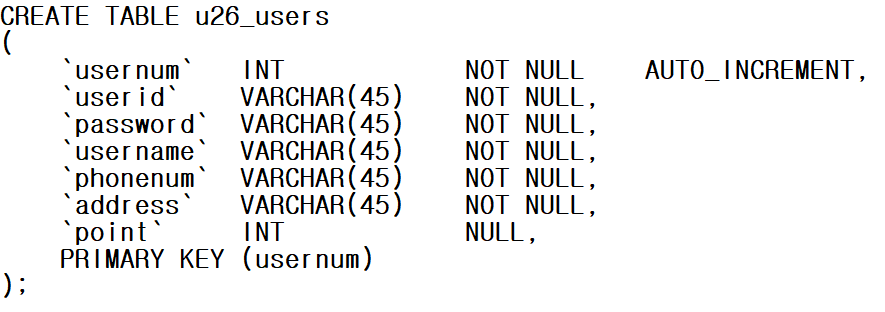 CREATE TABLE u26_users
(
    `usernum`   INT            NOT NULL    AUTO_INCREMENT,
    `userid`    VARCHAR(45)    NOT NULL,
    `password`  VARCHAR(45)    NOT NULL,
    `username`  VARCHAR(45)    NOT NULL,
    `phonenum`  VARCHAR(45)    NOT NULL,
    `address`   VARCHAR(45)    NOT NULL,
    `point`     INT            NULL,
    PRIMARY KEY (usernum)
);